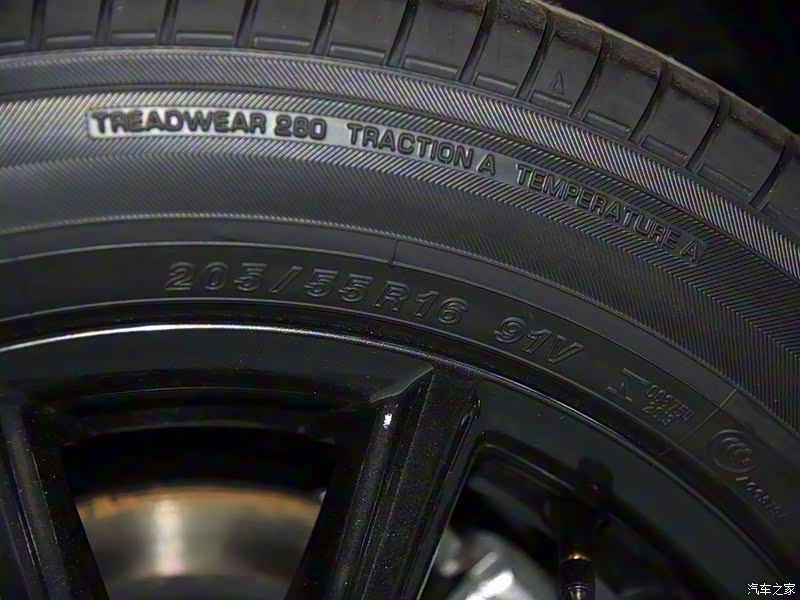 TREADWEAR 280 TRACTION A TEMPERATURE A
205/55R16 91V
汽车之家